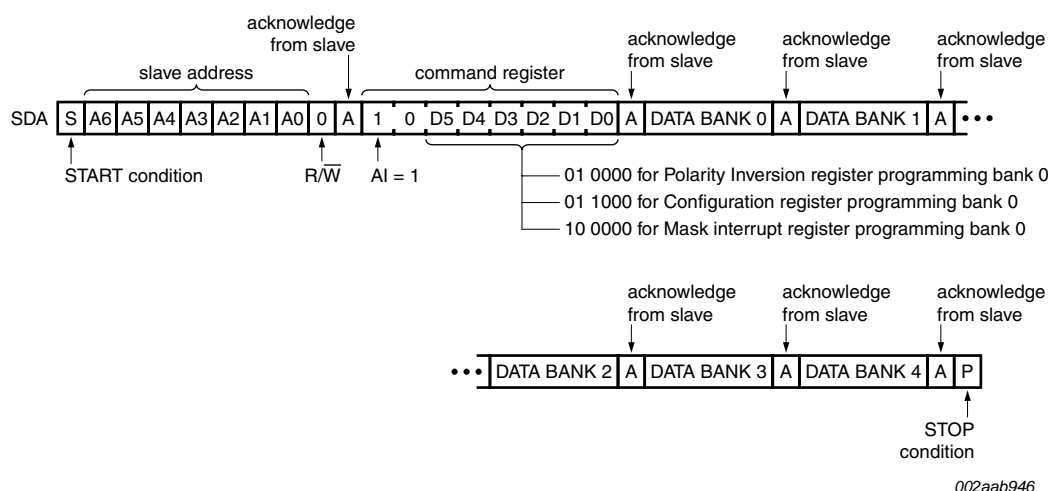 acknowledge
from slave
slave address
command register
acknowledge
from slave
acknowledge
from slave
acknowledge
from slave
SDA S A6 A5 A4 A3 A2 A1 A0 0 A 1 0 D5 D4 D3 D2 D1 D0 A DATA BANK 0 A DATA BANK 1 A •••
START condition
R/W̅
AI = 1
01 0000 for Polarity Inversion register programming bank 0
01 1000 for Configuration register programming bank 0
10 0000 for Mask interrupt register programming bank 0
acknowledge
from slave
acknowledge
from slave
acknowledge
from slave
••• DATA BANK 2 A DATA BANK 3 A DATA BANK 4 A P
STOP
condition
002aab946